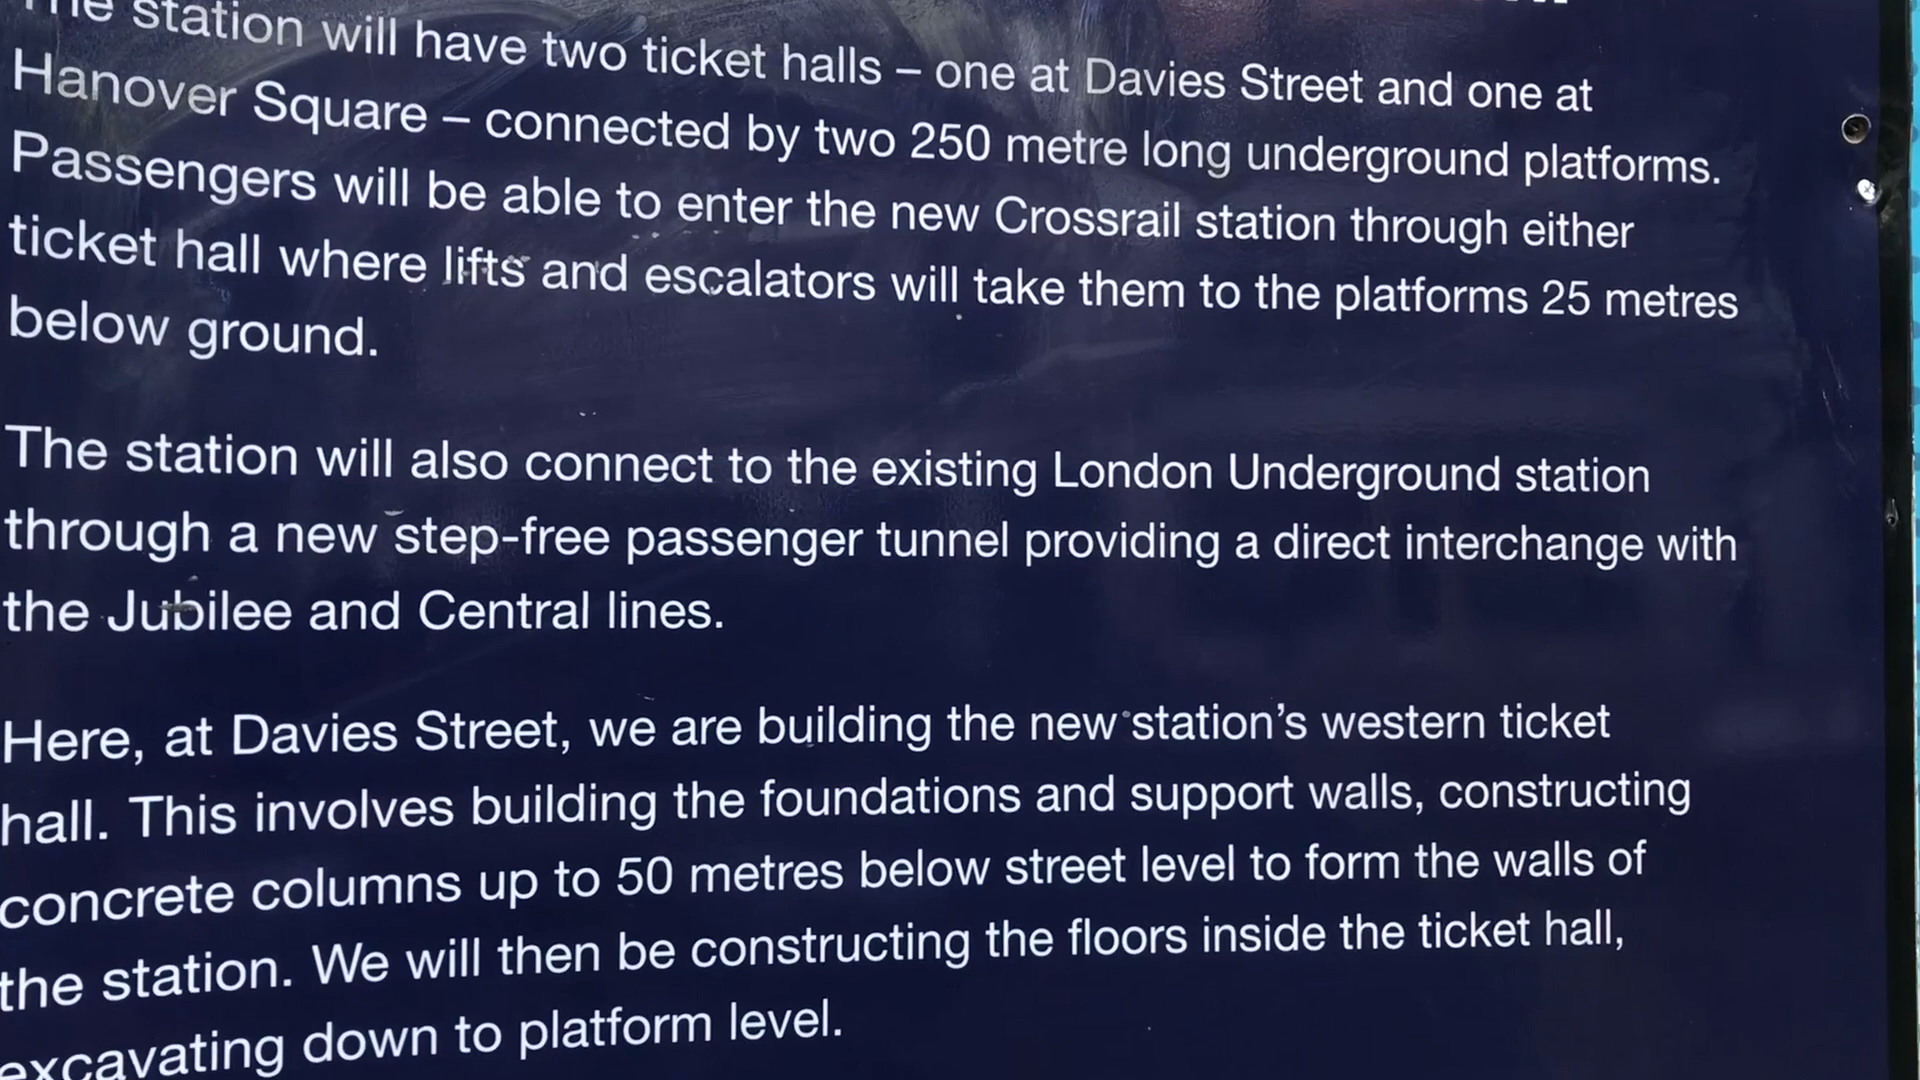 The station will have two ticket halls – one at Davies Street and one at
Hanover Square – connected by two 250 metre long underground platforms.
Passengers will be able to enter the new Crossrail station through either
ticket hall where lifts and escalators will take them to the platforms 25 metres
below ground.
The station will also connect to the existing London Underground station
through a new step-free passenger tunnel providing a direct interchange with
the Jubilee and Central lines.
Here, at Davies Street, we are building the new station’s western ticket
hall. This involves building the foundations and support walls, constructing
concrete columns up to 50 metres below street level to form the walls of
the station. We will then be constructing the floors inside the ticket hall,
excavating down to platform level.